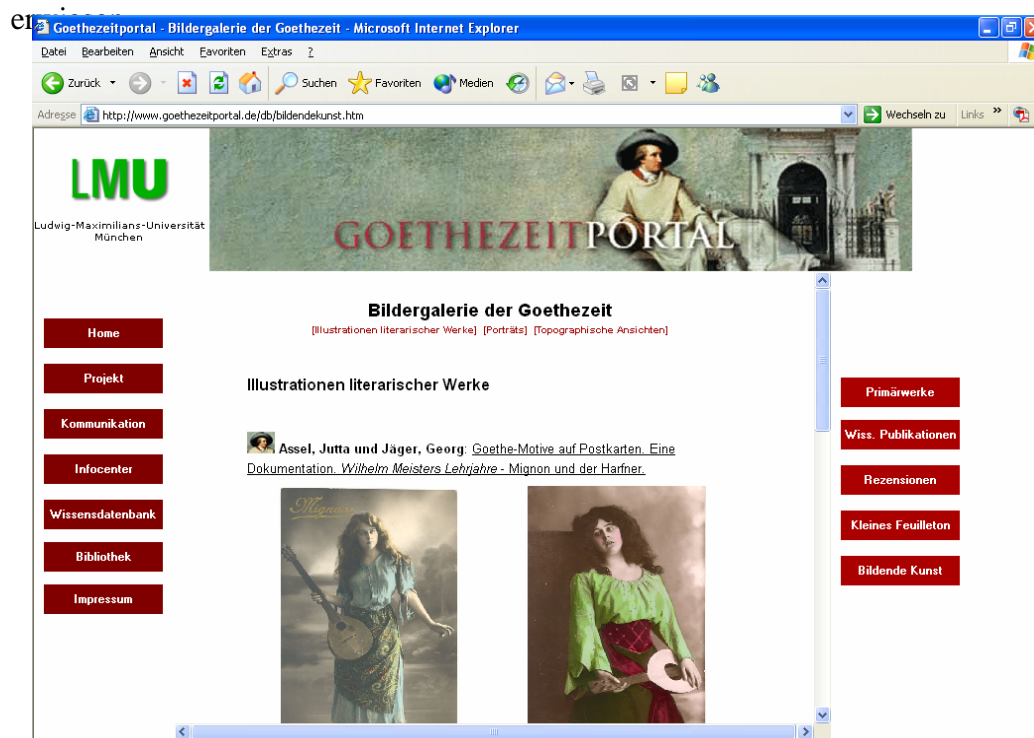 Goethezeitportal - Bildergalerie der Goethezeit - Microsoft Internet Explorer
Datei Bearbeiten Ansicht Favoriten Extras ?
Zurück Suchen Favoriten Medien
Adresse http://www.goethezeitportal.de/db/bildendekunst.htm Wechseln zu Links »
LMU
Ludwig-Maximilians-Universität
München
GOETHEZEITPORTAL
Bildergalerie der Goethezeit
[Illustrationen literarischer Werke] [Porträts] [Topographische Ansichten]
Home
Projekt
Kommunikation
Infocenter
Wissensdatenbank
Bibliothek
Impressum
Illustrationen literarischer Werke
Assel, Jutta und Jäger, Georg: Goethe-Motive auf Postkarten. Eine
Dokumentation. Wilhelm Meisters Lehrjahre - Mignon und der Harfner.
Mignon
Primärwerke
Wiss. Publikationen
Rezensionen
Kleines Feuilleton
Bildende Kunst